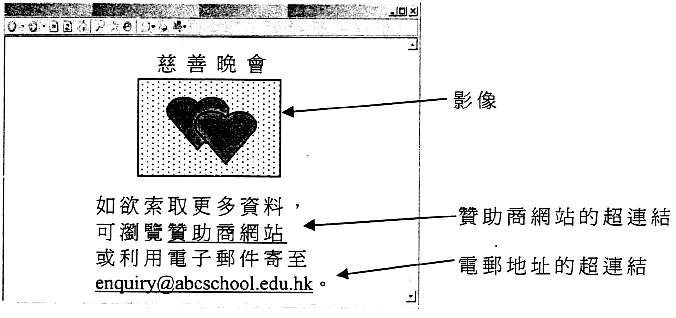 慈善晚會
影像
如欲索取更多資料，
可瀏覽贊助商網站
或利用電子郵件寄至
enquiry@abcschool.edu.hk。
贊助商網站的超連結
電郵地址的超連結